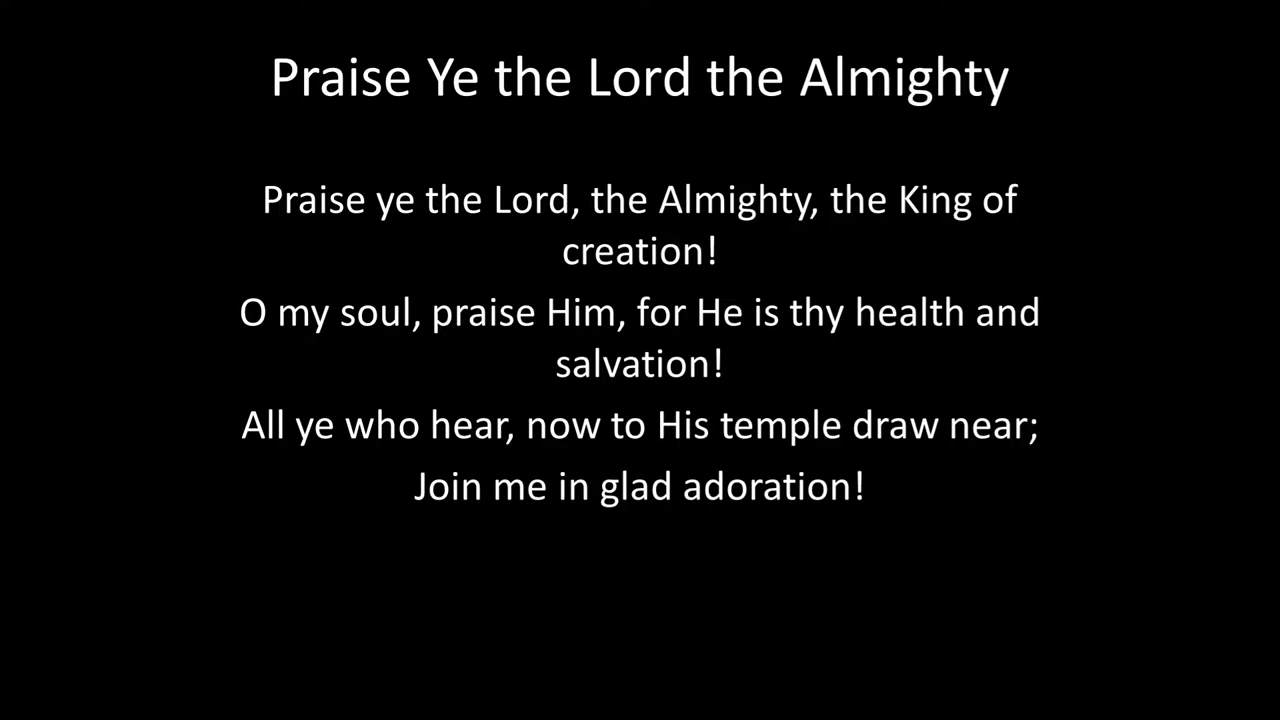 Praise Ye the Lord the Almighty
Praise ye the Lord, the Almighty, the King of
creation!
O my soul, praise Him, for He is thy health and
salvation!
All ye who hear, now to His temple draw near;
Join me in glad adoration!